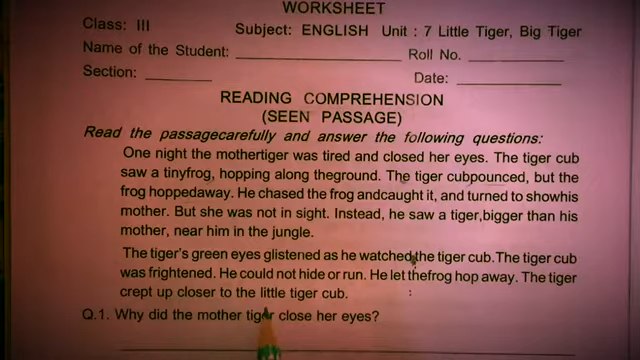 WORKSHEET
Class: III Subject: ENGLISH Unit : 7 Little Tiger, Big Tiger
Name of the Student: Roll No.
Section: Date:
READING COMPREHENSION
(SEEN PASSAGE)
Read the passagecarefully and answer the following questions:
One night the mothertiger was tired and closed her eyes. The tiger cub
saw a tinyfrog, hopping along theground. The tiger cubpounced, but the
frog hoppedaway. He chased the frog andcaught it, and turned to showhis
mother. But she was not in sight. Instead, he saw a tiger,bigger than his
mother, near him in the jungle.
The tiger's green eyes glistened as he watched the tiger cub.The tiger cub
was frightened. He could not hide or run. He let thefrog hop away. The tiger
crept up closer to the little tiger cub.
Q.1. Why did the mother tiger close her eyes?